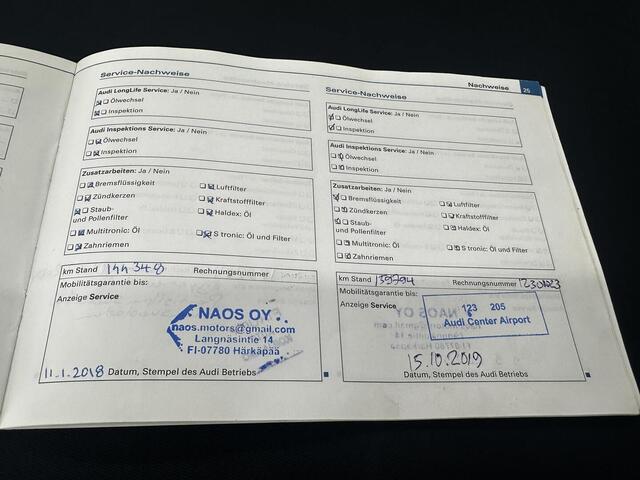 Service-Nachweise
Audi LongLife Service: Ja / Nein
Ölwechsel
Inspektion
Audi Inspektions Service: Ja / Nein
Ölwechsel
Inspektion
Zusatzarbeiten: Ja / Nein
Bremsflüssigkeit
Luftfilter
Zündkerzen
Kraftstofffilter
Staub-
und Pollenfilter
Haldex: Öl
Multitronic: Öl
S tronic: Öl und Filter
Zahnriemen
km Stand 144 348
Rechnungsnummer
Mobilitätsgarantie bis:
Anzeige Service
NAOS OY
naos.motors@gmail.com
Langnäsintie 14
FI-07780 Härkäpää
11.1.2018 Datum, Stempel des Audi Betriebs
Nachweise 25
Service-Nachweise
Audi LongLife Service: Ja / Nein
Ölwechsel
Inspektion
Audi Inspektions Service: Ja / Nein
Ölwechsel
Inspektion
Zusatzarbeiten: Ja / Nein
Bremsflüssigkeit
Luftfilter
Zündkerzen
Kraftstofffilter
Staub-
und Pollenfilter
Haldex: Öl
Multitronic: Öl
S tronic: Öl und Filter
Zahnriemen
km Stand 159794
Rechnungsnummer
Mobilitätsgarantie bis:
Anzeige Service
123 205
Audi Center Airport
15.10.2019
Datum, Stempel des Audi Betriebs